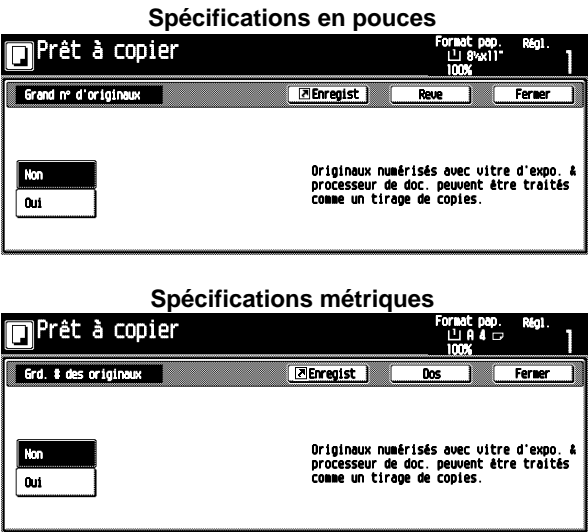 Spécifications en pouces
Prêt à copier
Format pap.
8½x11"
100%
Régl.
1
Grand nº d'originaux
Enregist
Reve
Fermer
Non
Oui
Originaux numérisés avec vitre d'expo. &
processeur de doc. peuvent être traités
comme un tirage de copies.
Spécifications métriques
Prêt à copier
Format pap.
A 4
100%
Régl.
1
Grd. # des originaux
Enregist
Dos
Fermer
Non
Oui
Originaux numérisés avec vitre d'expo. &
processeur de doc. peuvent être traités
comme un tirage de copies.